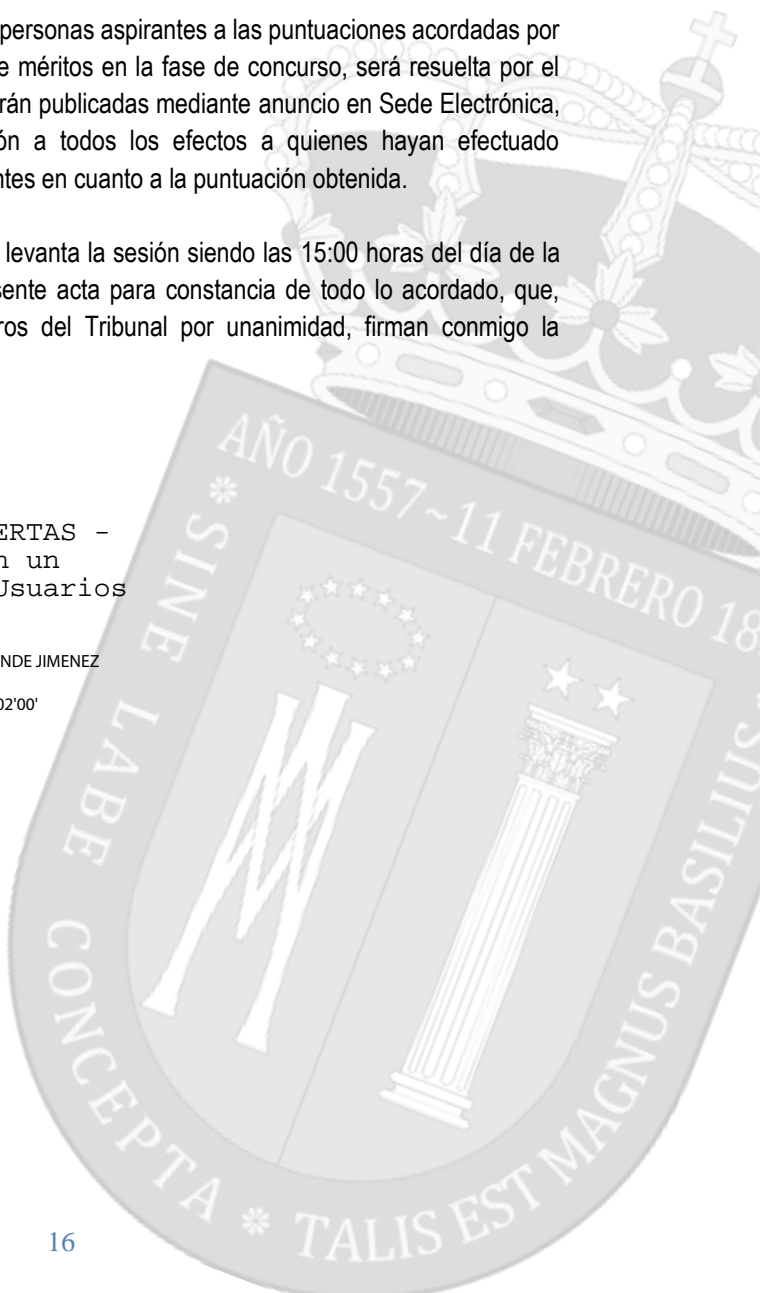 personas aspirantes a las puntuaciones acordadas por
e méritos en la fase de concurso, será resuelta por el
rán publicadas mediante anuncio en Sede Electrónica,
ón a todos los efectos a quienes hayan efectuado
ntes en cuanto a la puntuación obtenida.
levanta la sesión siendo las 15:00 horas del día de la
sente acta para constancia de todo lo acordado, que,
ros del Tribunal por unanimidad, firman conmigo la
ERTAS -
n un
Usuarios
NDE JIMENEZ
02'00'
AÑO 1557~11 FEBRERO 18
* SINE LABE CONCEPTA * TALIS EST MAGNUS BASILIUS
16